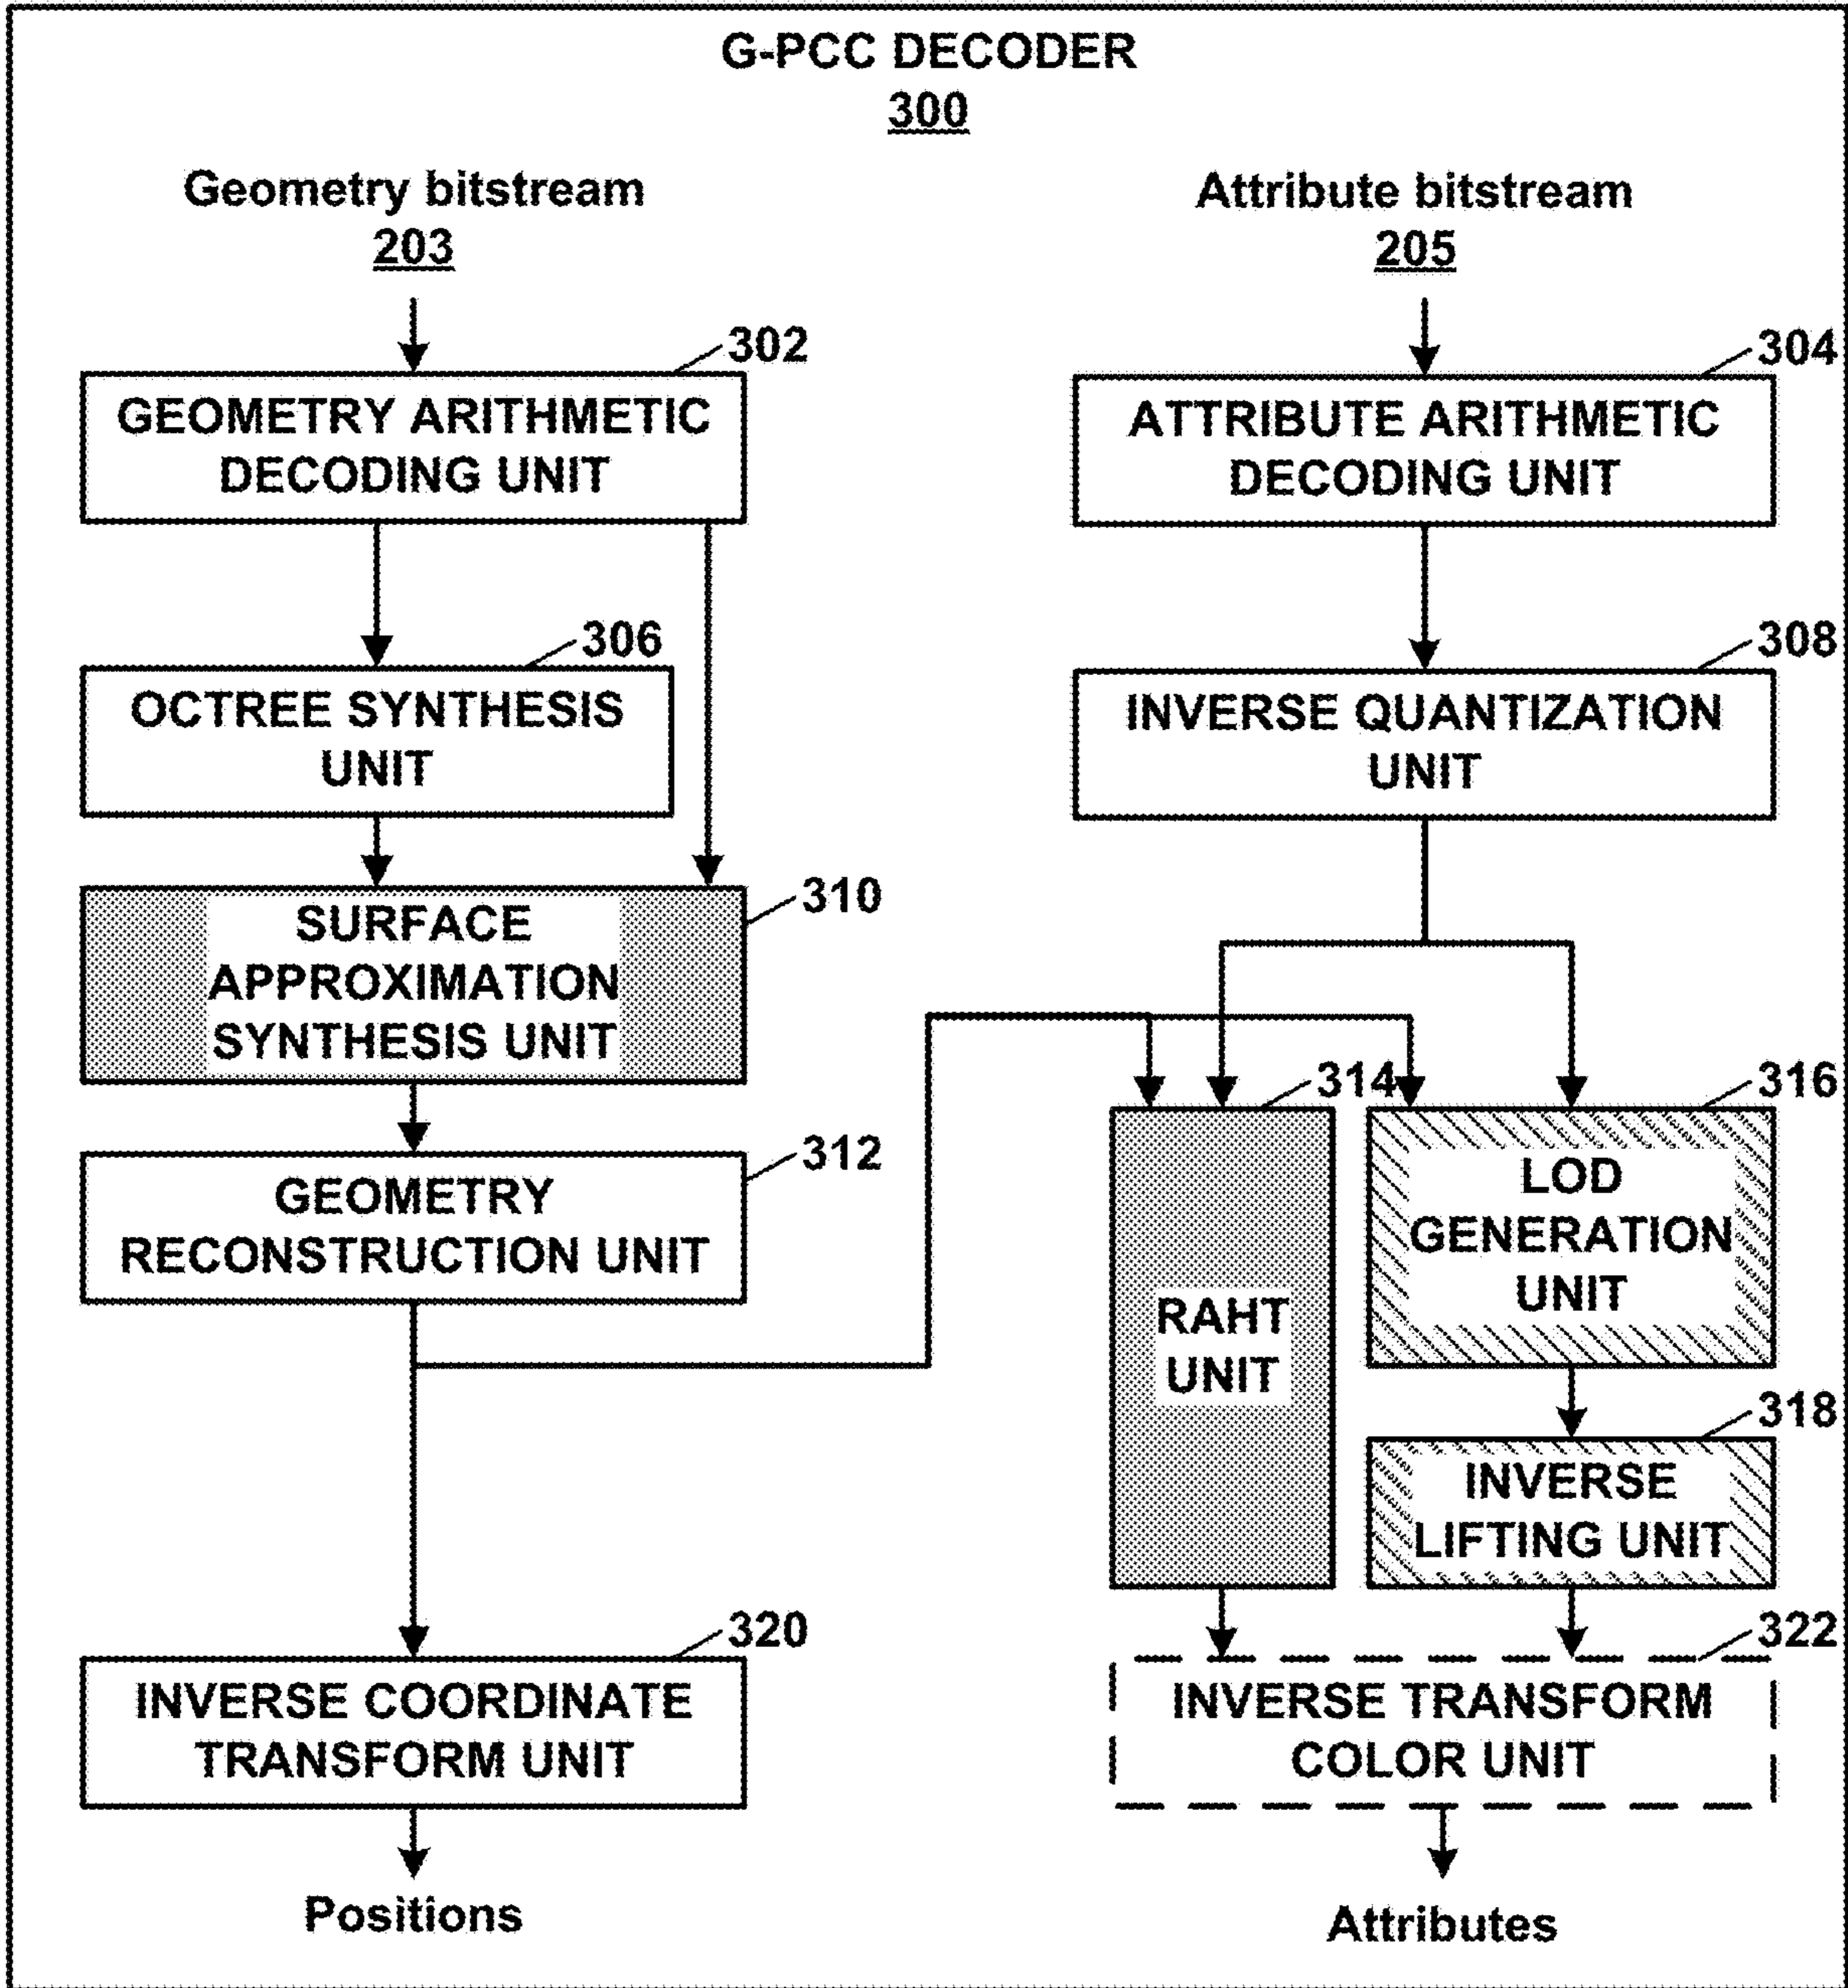 G-PCC DECODER
300
Geometry bitstream
203
Attribute bitstream
205
302
GEOMETRY ARITHMETIC
DECODING UNIT
304
ATTRIBUTE ARITHMETIC
DECODING UNIT
306
OCTREE SYNTHESIS
UNIT
308
INVERSE QUANTIZATION
UNIT
310
SURFACE
APPROXIMATION
SYNTHESIS UNIT
312
GEOMETRY
RECONSTRUCTION UNIT
314
RAHT
UNIT
316
LOD
GENERATION
UNIT
318
INVERSE
LIFTING UNIT
320
INVERSE COORDINATE
TRANSFORM UNIT
322
INVERSE TRANSFORM
COLOR UNIT
Positions
Attributes